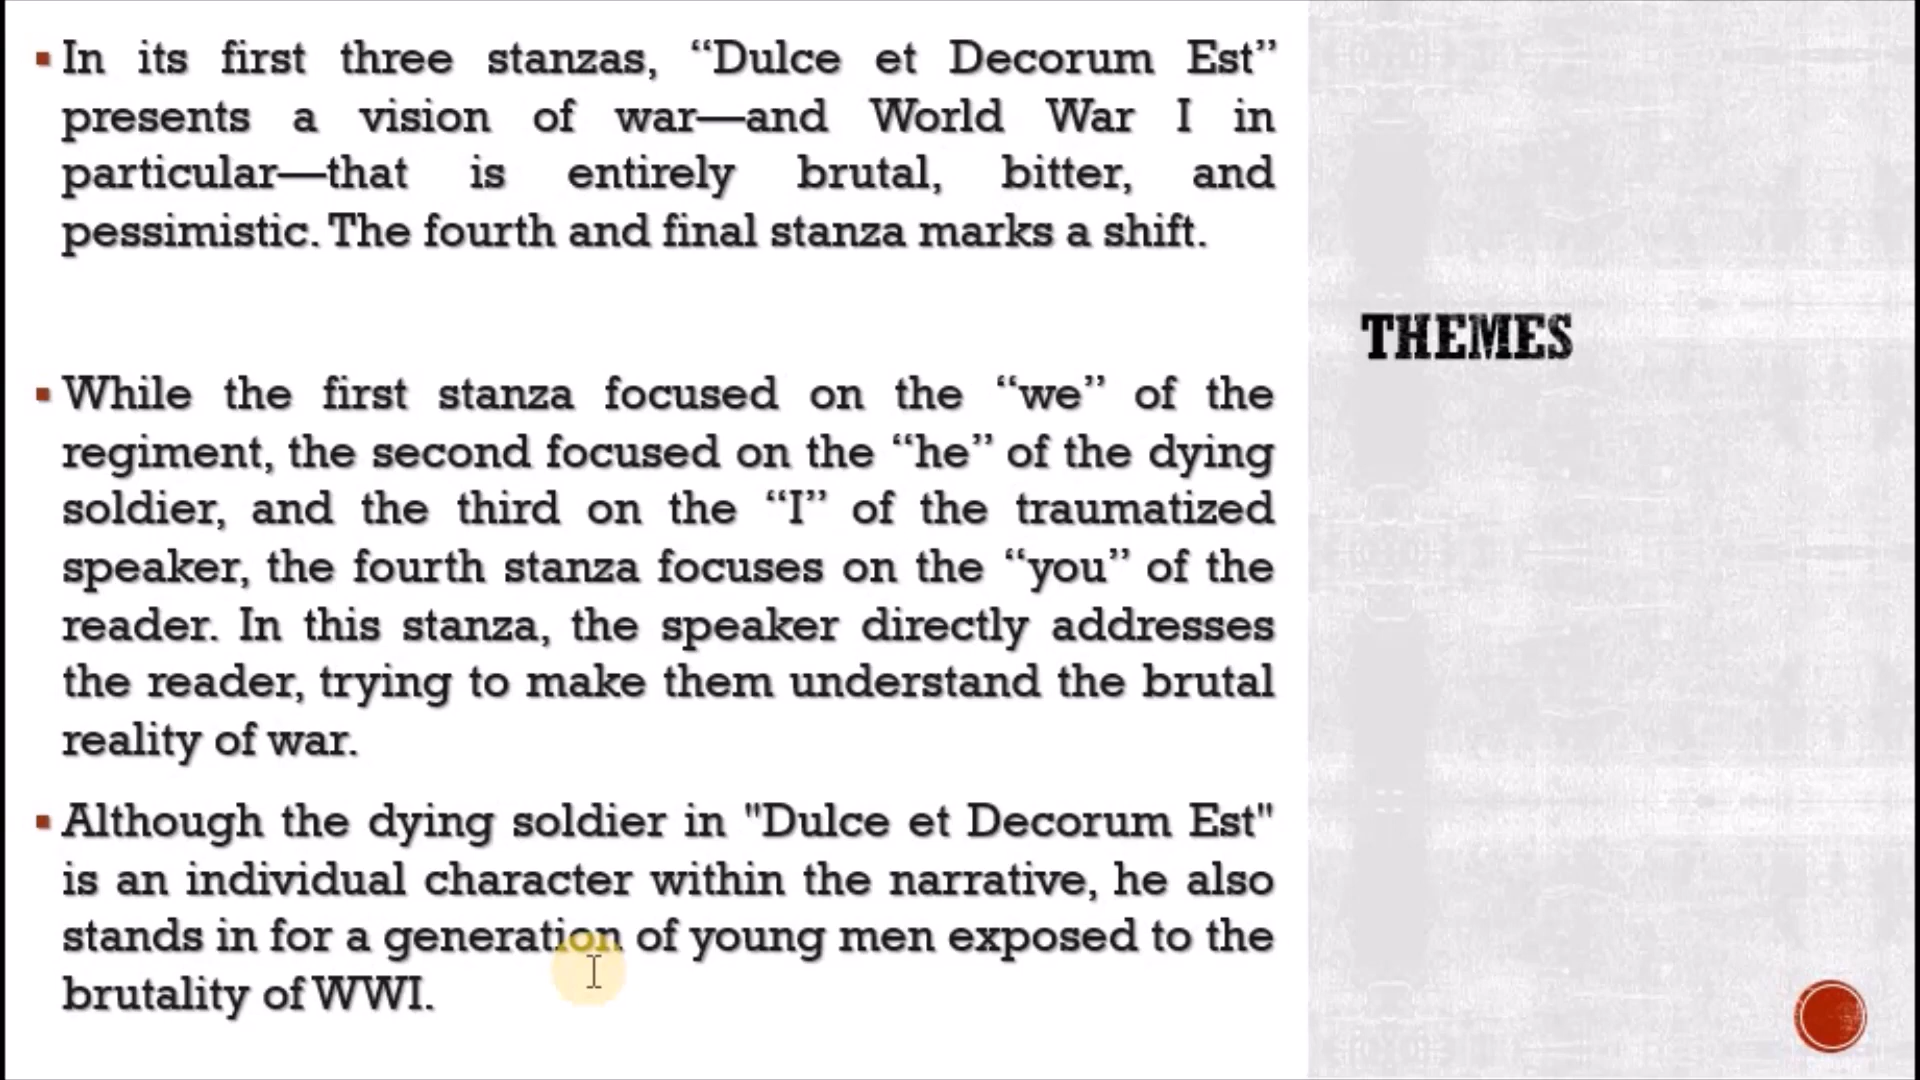 In its first three stanzas, “Dulce et Decorum Est”
presents a vision of war—and World War I in
particular—that is entirely brutal, bitter, and
pessimistic. The fourth and final stanza marks a shift.
THEMES
While the first stanza focused on the “we” of the
regiment, the second focused on the “he” of the dying
soldier, and the third on the “I” of the traumatized
speaker, the fourth stanza focuses on the “you” of the
reader. In this stanza, the speaker directly addresses
the reader, trying to make them understand the brutal
reality of war.
Although the dying soldier in "Dulce et Decorum Est"
is an individual character within the narrative, he also
stands in for a generation of young men exposed to the
brutality of WWI.